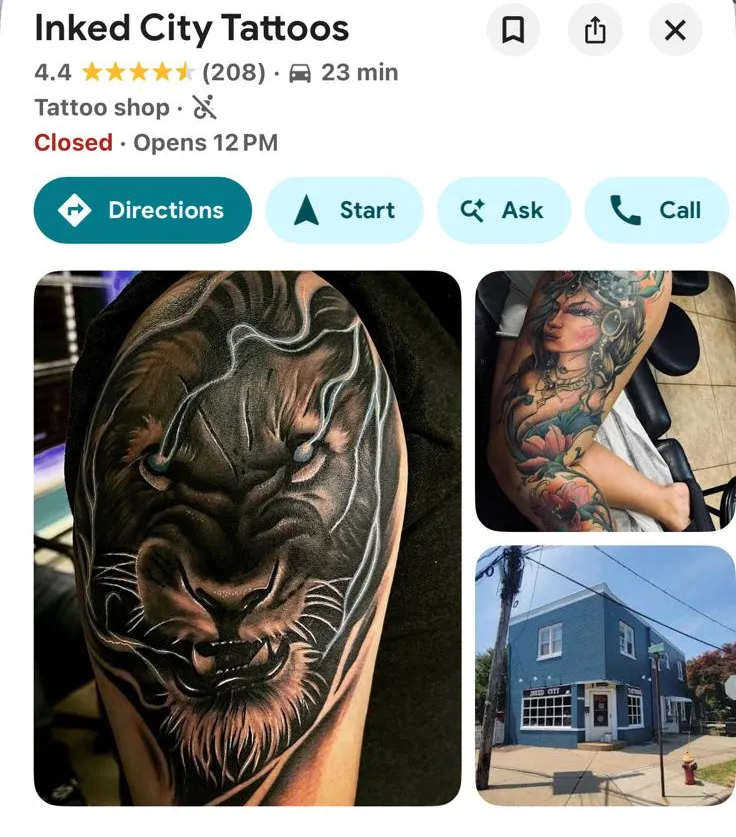 Inked City Tattoos
4.4 (208) · 23 min
Tattoo shop ·
Closed · Opens 12 PM
Directions
Start
Ask
Call
INKED CITY